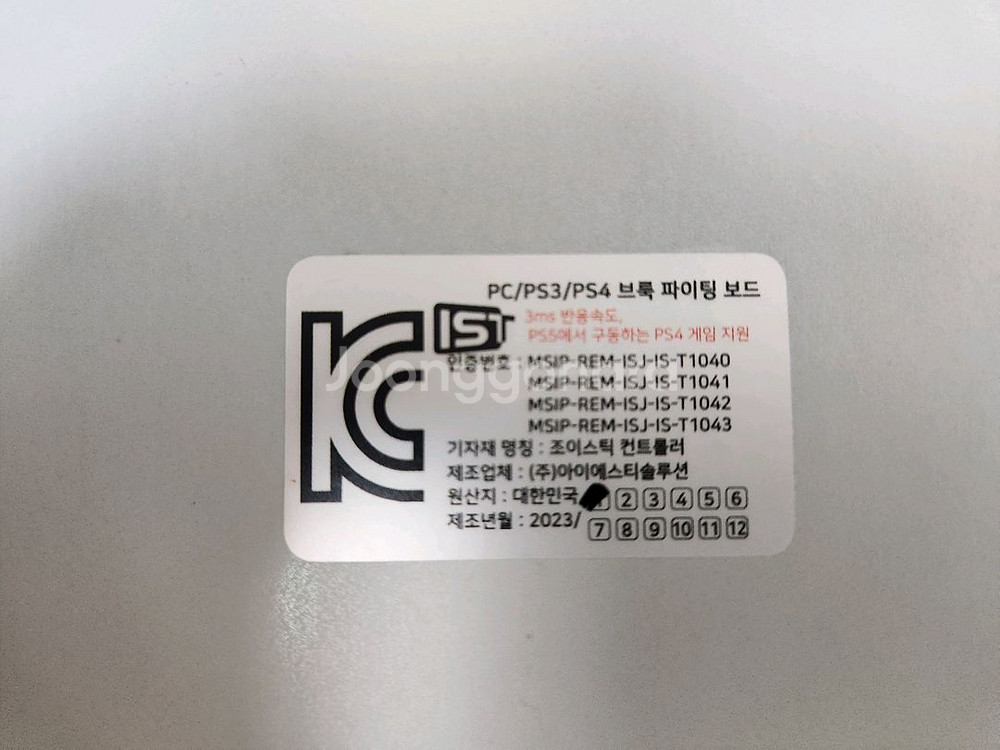 PC/PS3/PS4 브룩 파이팅 보드
IST
3ms 반응속도,
PS5에서 구동하는 PS4 게임 지원
인증번호 : MSIP-REM-ISJ-IS-T1040
MSIP-REM-ISJ-IS-T1041
MSIP-REM-ISJ-IS-T1042
MSIP-REM-ISJ-IS-T1043
기자재 명칭 : 조이스틱 컨트롤러
제조업체 : (주)아이에스티솔루션
원산지 : 대한민국
제조년월 : 2023/
2 3 4 5 6
7 8 9 10 11 12